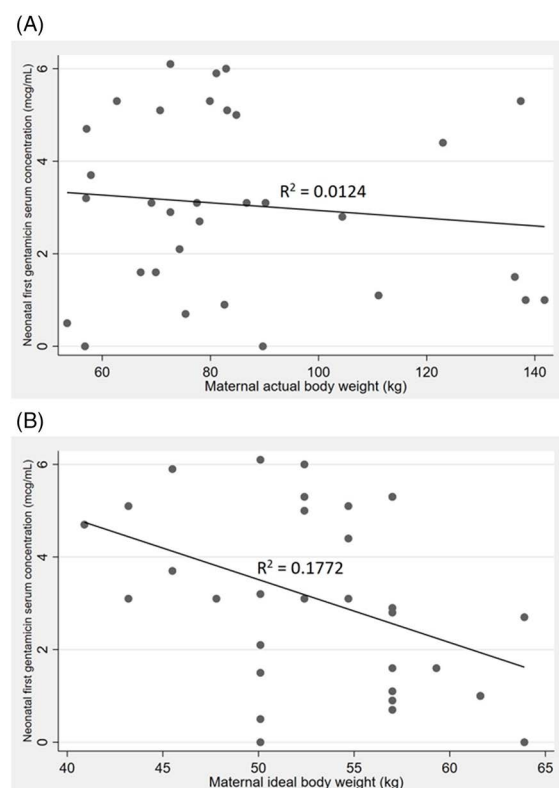 (A)
Neonatal first gentamicin serum concentration (mcg/mL)
6
4
2
0
R² = 0.0124
60 80 100 120 140
Maternal actual body weight (kg)
(B)
Neonatal first gentamicin serum concentration (mcg/mL)
6
4
2
0
R² = 0.1772
40 45 50 55 60 65
Maternal ideal body weight (kg)